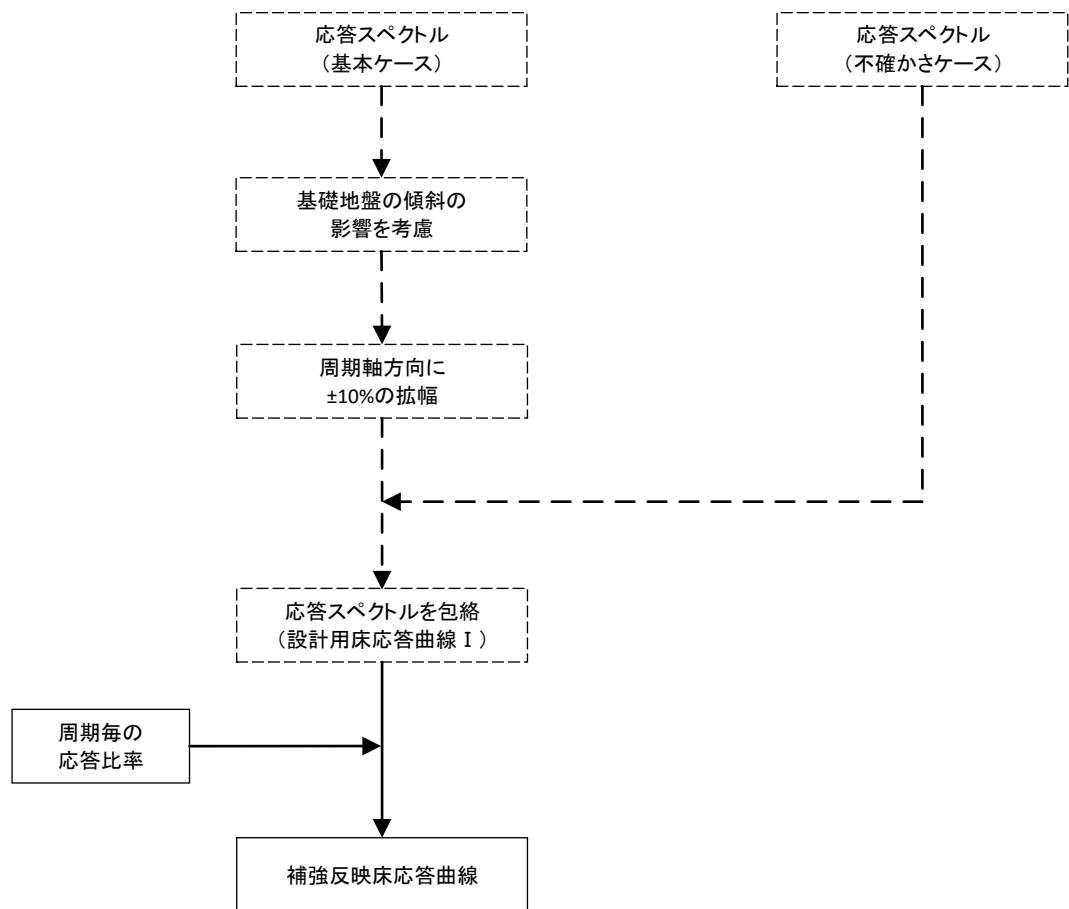 応答スペクトル
（基本ケース）
応答スペクトル
（不確かさケース）
基礎地盤の傾斜の
影響を考慮
周期軸方向に
±10%の拡幅
応答スペクトルを包絡
（設計用床応答曲線Ⅰ）
周期毎の
応答比率
補強反映床応答曲線